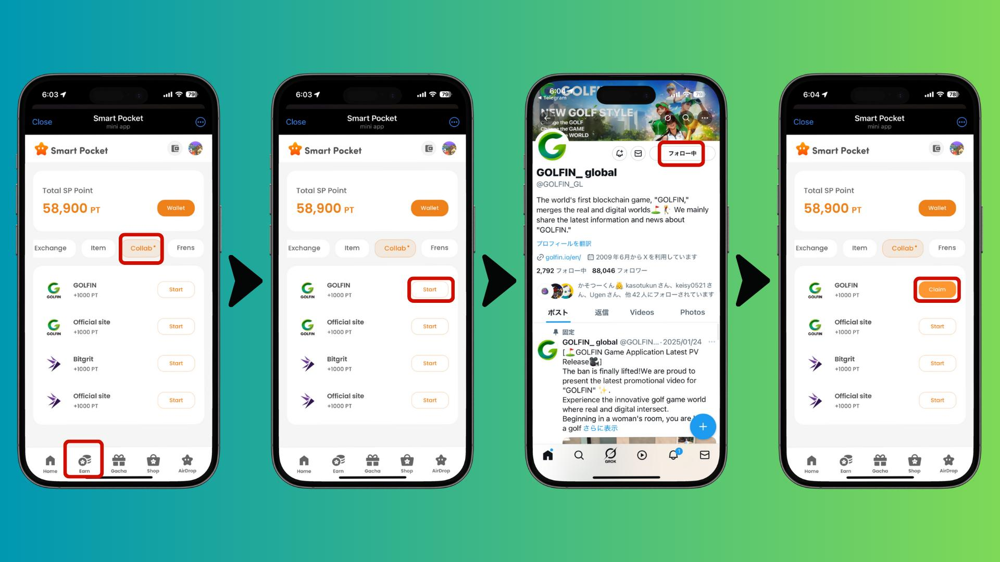 6:03
79
Close
Smart Pocket
mini app
Smart Pocket
Total SP Point
58,900 PT
Wallet
Exchange
Item
Collab
Frens
GOLFIN
GOLFIN
+1000 PT
Start
GOLFIN
Official site
+1000 PT
Start
Bitgrit
+1000 PT
Start
Official site
+1000 PT
Start
Home
Earn
Gacha
Shop
AirDrop
6:03
79
Close
Smart Pocket
mini app
Smart Pocket
Total SP Point
58,900 PT
Wallet
Exchange
Item
Collab
Frens
GOLFIN
GOLFIN
+1000 PT
Start
GOLFIN
Official site
+1000 PT
Start
Bitgrit
+1000 PT
Start
Official site
+1000 PT
Start
Home
Earn
Gacha
Shop
AirDrop
6:04
79
Telegram
NEW GOLF STYLE
Change the GOLF
Change the GAME
WORLD
フォロー中
GOLFIN_ global
@GOLFIN_GL
The world's first blockchain game, "GOLFIN,"
merges the real and digital worlds⛳🏌️ We mainly
share the latest information and news about
"GOLFIN."
プロフィールを翻訳
golfin.io/en/
2009年6月からXを利用しています
2,792 フォロー中 88,046 フォロワー
かそつーくん👼 kasotukunさん、keisy0521さ
ん、Ugenさん、他42人にフォローされています
ポスト
返信
Videos
Photos
固定
GOLFIN_ global @GOLFIN... · 2025/01/24
[⛳GOLFIN Game Application Latest PV
Release🎥]
The ban is finally lifted!We are proud to
present the latest promotional video for
"GOLFIN" ✨.
Experience the innovative golf game world
where real and digital intersect.
Beginning in a woman's room, you are
a golf さらに表示
GROK
1
6:04
78
Close
Smart Pocket
mini app
Smart Pocket
Total SP Point
58,900 PT
Wallet
Exchange
Item
Collab
Frens
GOLFIN
GOLFIN
+1000 PT
Claim
GOLFIN
Official site
+1000 PT
Start
Bitgrit
+1000 PT
Start
Official site
+1000 PT
Start
Home
Earn
Gacha
Shop
AirDrop